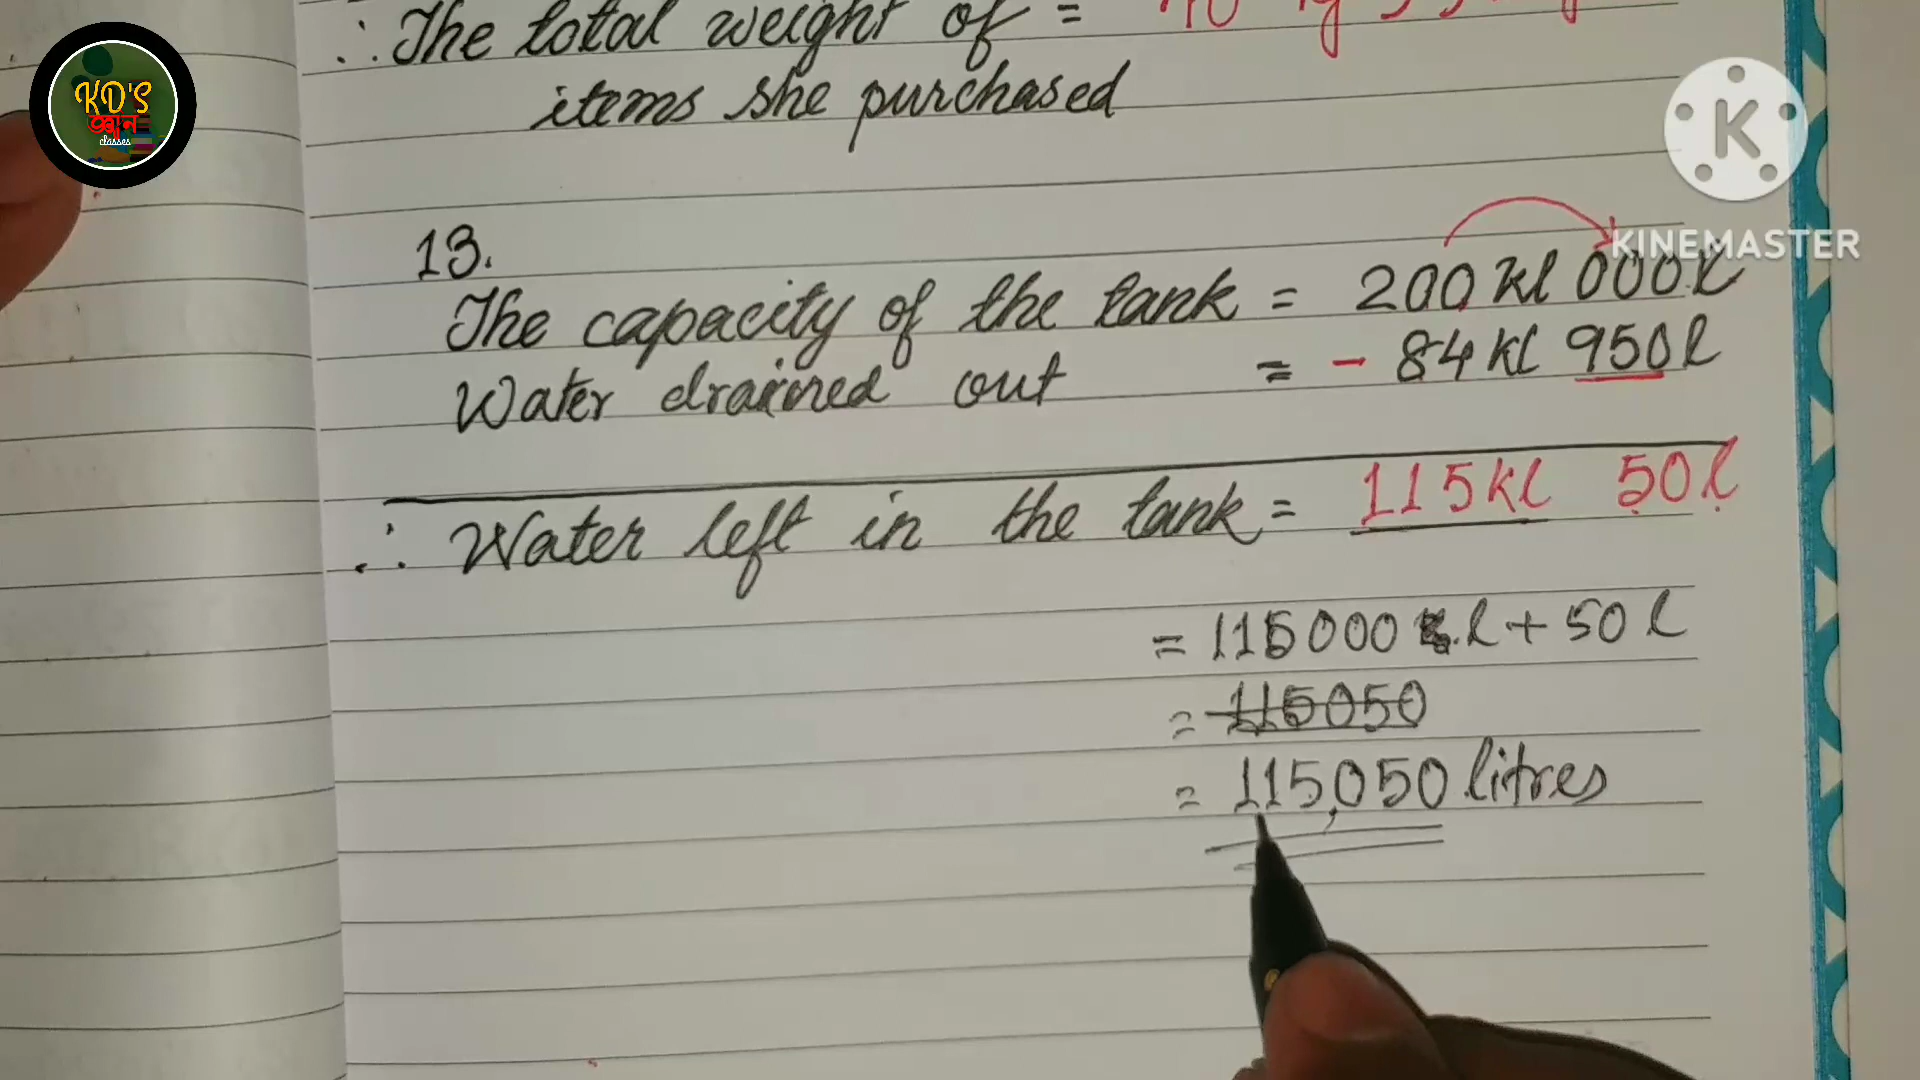 ∴ The total weight of =
items she purchased
KD'S
জ্ঞান
classes
K
KINEMASTER
13.
The capacity of the tank = 200 kl 000 l
Water drained out = - 84 kl 950 l
∴ Water left in the tank = 115 kl 50 l
= 115000 l + 50 l
= 115050
= 115,050 litres